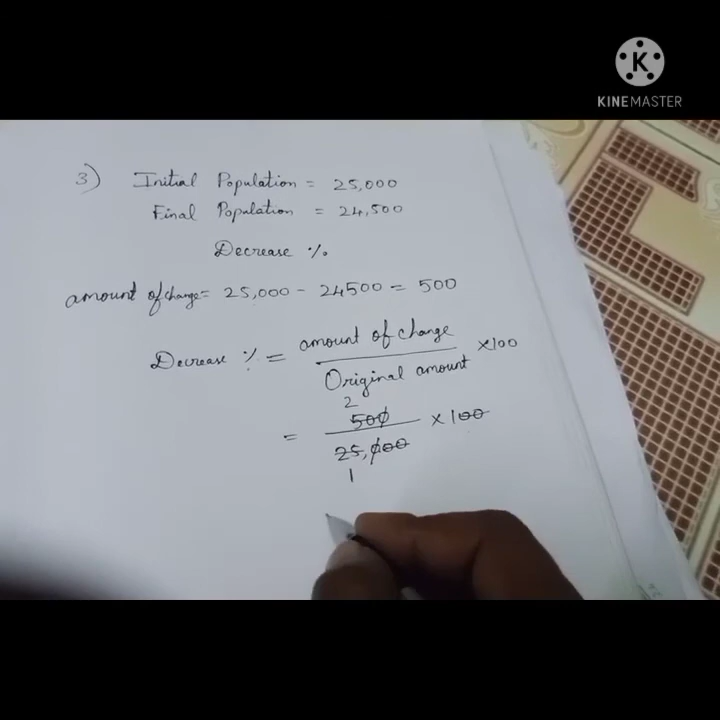 K
KINEMASTER
3) Initial Population = 25,000
Final Population = 24,500
Decrease %
amount of change = 25,000 - 24500 = 500
Decrease % = amount of change / Original amount ×100
2
= 500 / 25,000 × 100
1